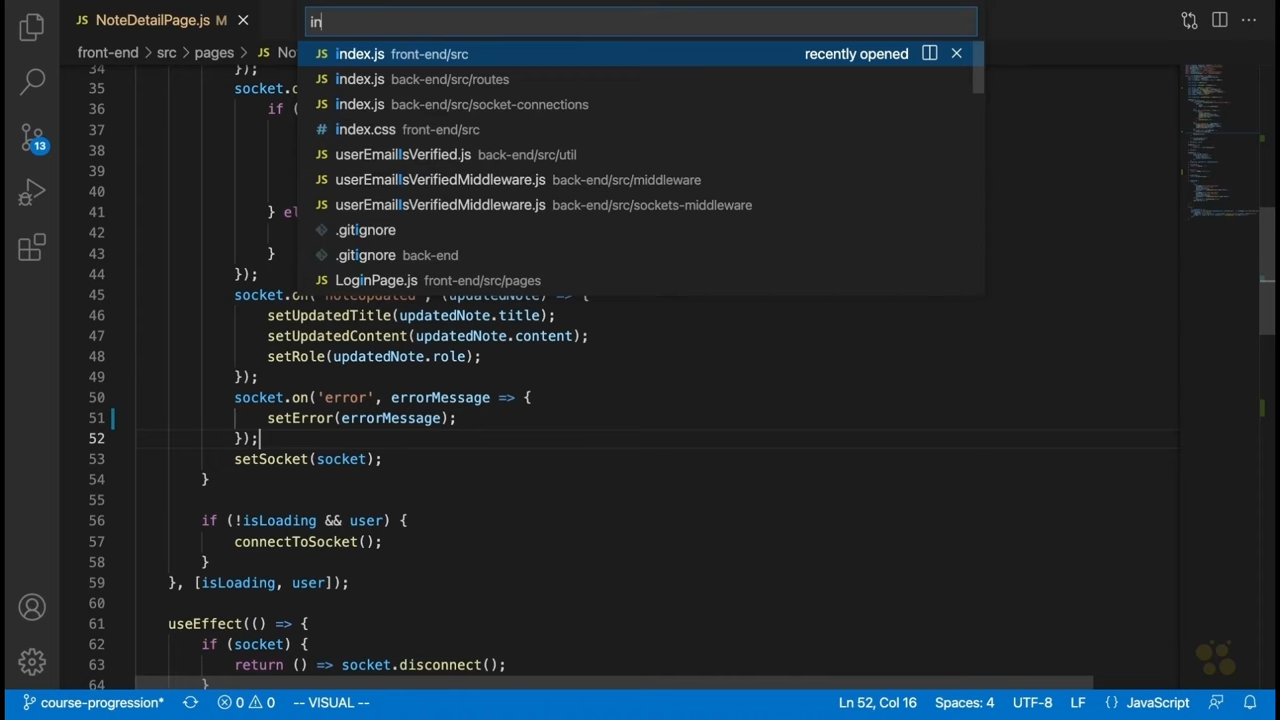 NoteDetailPage.js M
in
front-end > src > pages > JS No
JS index.js front-end/src recently opened
JS index.js back-end/src/routes
JS index.js back-end/src/socket-connections
# index.css front-end/src
JS userEmailIsVerified.js back-end/src/util
JS userEmailIsVerifiedMiddleware.js back-end/src/middleware
JS userEmailIsVerifiedMiddleware.js back-end/src/sockets-middleware
.gitignore
.gitignore back-end
JS LoginPage.js front-end/src/pages
13
34 });
35 socket.o
36 if (
37
38
39
40
41 } el
42
43 }
44 });
45 socket.on('noteUpdated', (updatedNote) => {
46 setUpdatedTitle(updatedNote.title);
47 setUpdatedContent(updatedNote.content);
48 setRole(updatedNote.role);
49 });
50 socket.on('error', errorMessage => {
51 setError(errorMessage);
52 });
53 setSocket(socket);
54 }
55
56 if (!isLoading && user) {
57 connectToSocket();
58 }
59 }, [isLoading, user]);
60
61 useEffect(() => {
62 if (socket) {
63 return () => socket.disconnect();
64 }
course-progression* 0 0 -- VISUAL -- Ln 52, Col 16 Spaces: 4 UTF-8 LF {} JavaScript